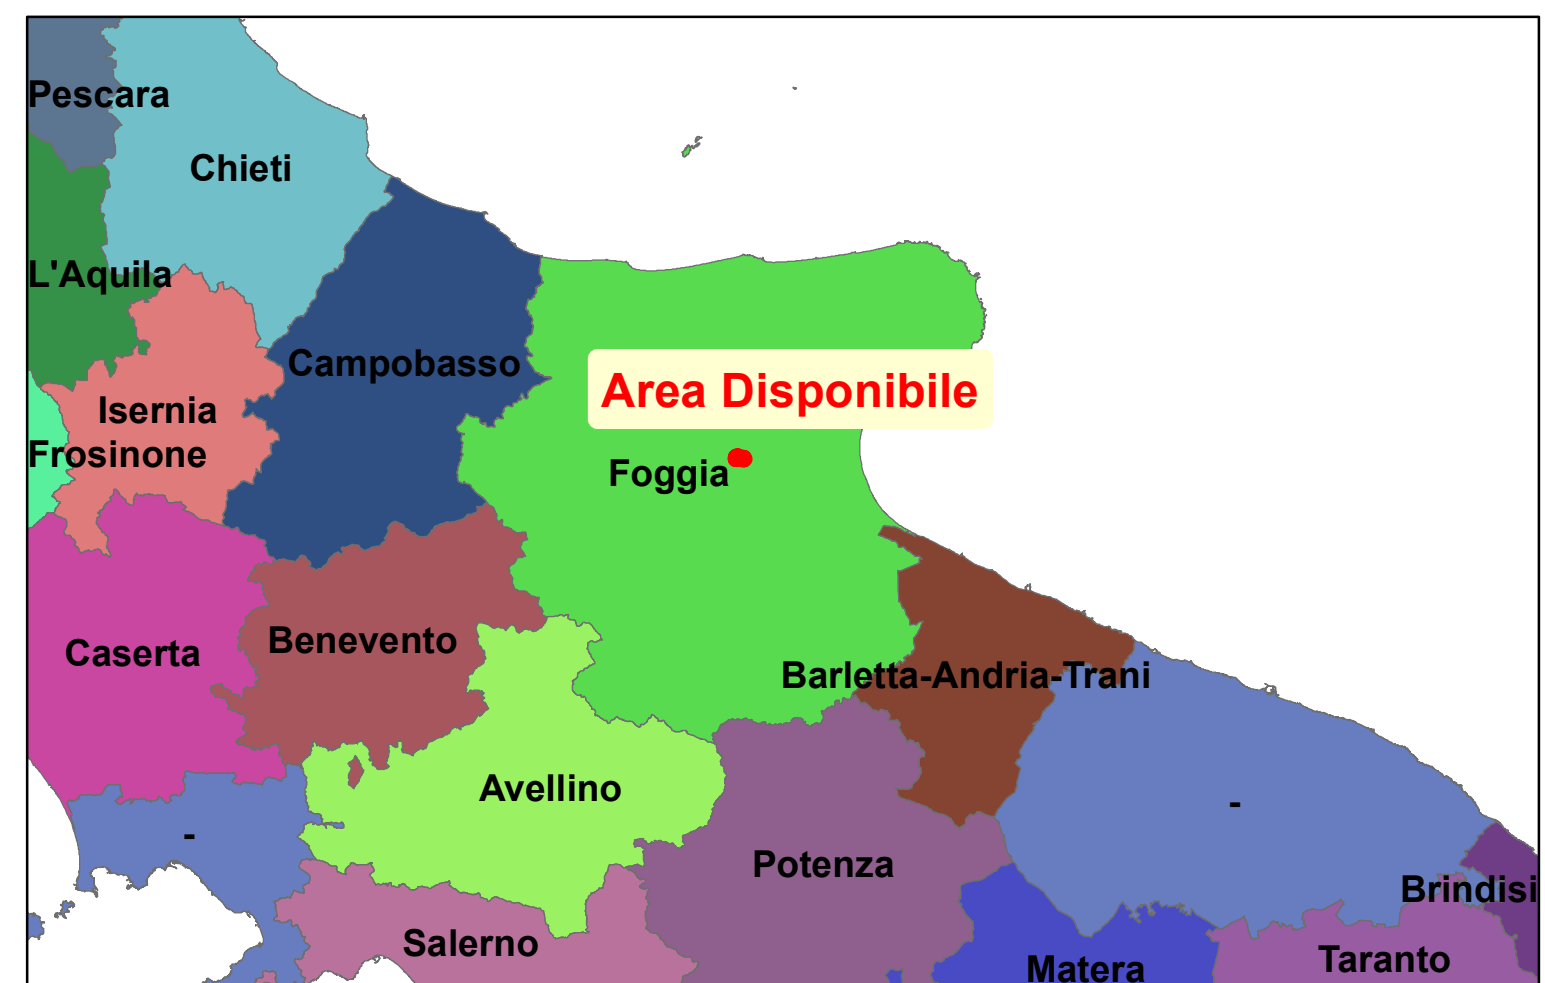 Pescara
Chieti
L'Aquila
Campobasso
Area Disponibile
Isernia
Frosinone
Foggia
Benevento
Caserta
Barletta-Andria-Trani
Avellino
-
-
Potenza
Brindisi
Salerno
Taranto
Matera